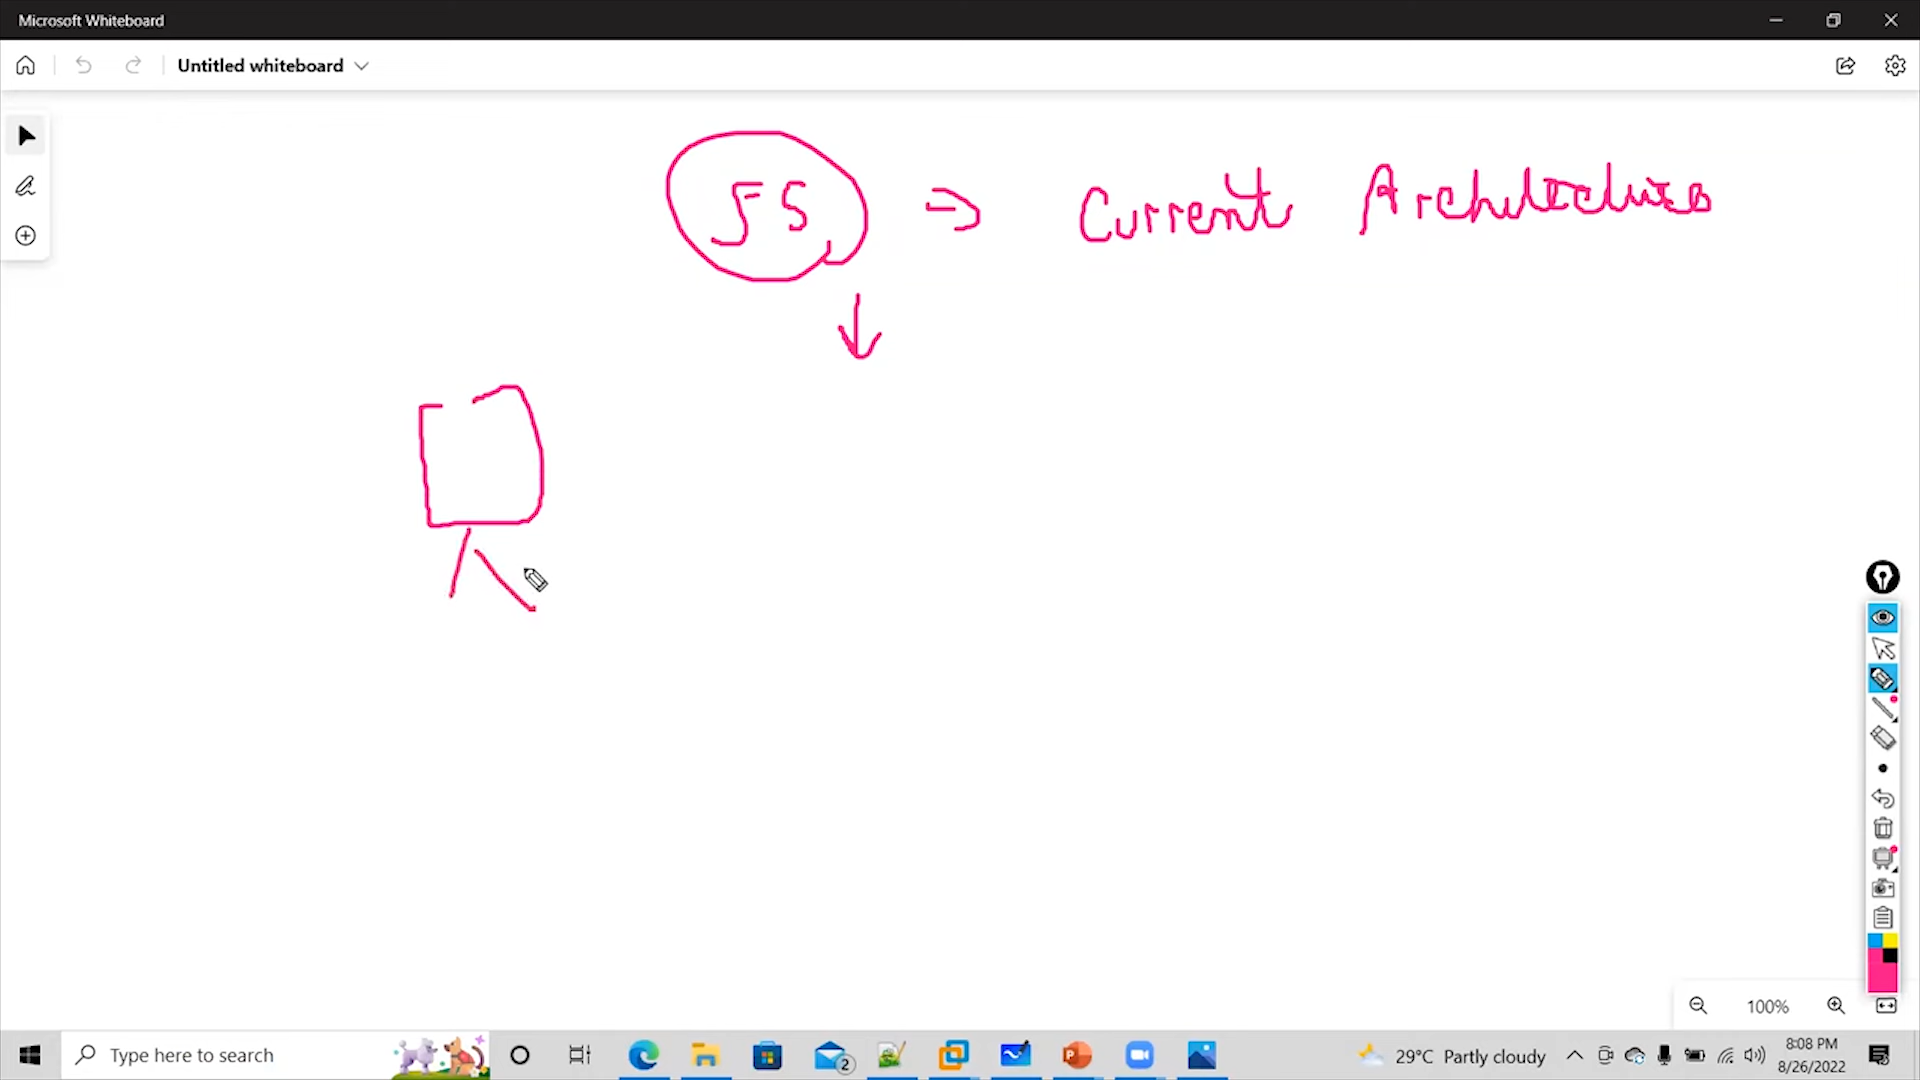 Microsoft Whiteboard
Untitled whiteboard
FS => Current Architecture
100%
Type here to search
2
29°C Partly cloudy
8:08 PM
8/26/2022